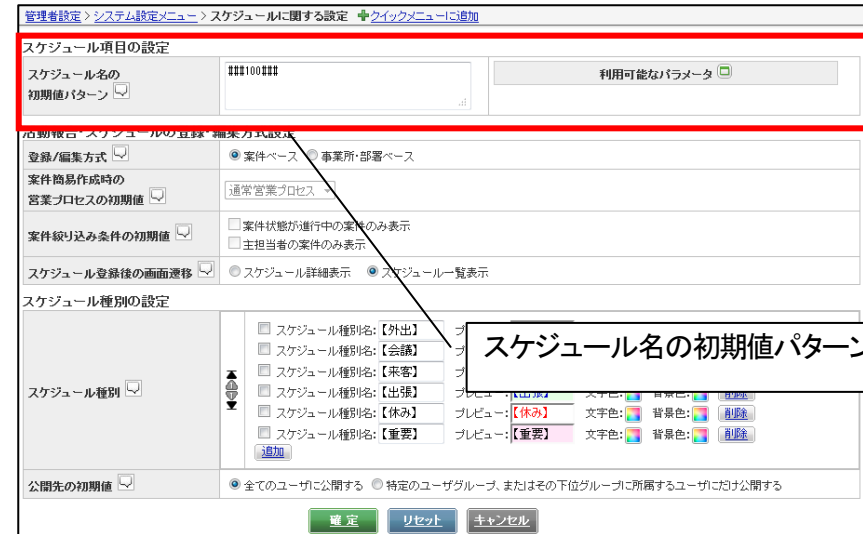 管理者設定 > システム設定メニュー > スケジュールに関する設定 クイックメニューに追加
スケジュール項目の設定
スケジュール名の
初期値パターン
###100###
利用可能なパラメータ
活動報告・スケジュールの登録・編集方式設定
登録/編集方式
案件ベース 事業所・部署ベース
案件簡易作成時の
営業プロセスの初期値
通常営業プロセス
案件絞り込み条件の初期値
案件状態が進行中の案件のみ表示
主担当者の案件のみ表示
スケジュール登録後の画面遷移
スケジュール詳細表示 スケジュール一覧表示
スケジュール種別の設定
スケジュール種別
スケジュール種別名:【外出】
スケジュール種別名:【会議】
スケジュール種別名:【来客】
スケジュール種別名:【出張】
スケジュール種別名:【休み】 プレビュー:【休み】 文字色: 背景色: 削除
スケジュール種別名:【重要】 プレビュー:【重要】 文字色: 背景色: 削除
追加
スケジュール名の初期値パターン
公開先の初期値
全てのユーザに公開する 特定のユーザグループ、またはその下位グループに所属するユーザにだけ公開する
確定 リセット キャンセル